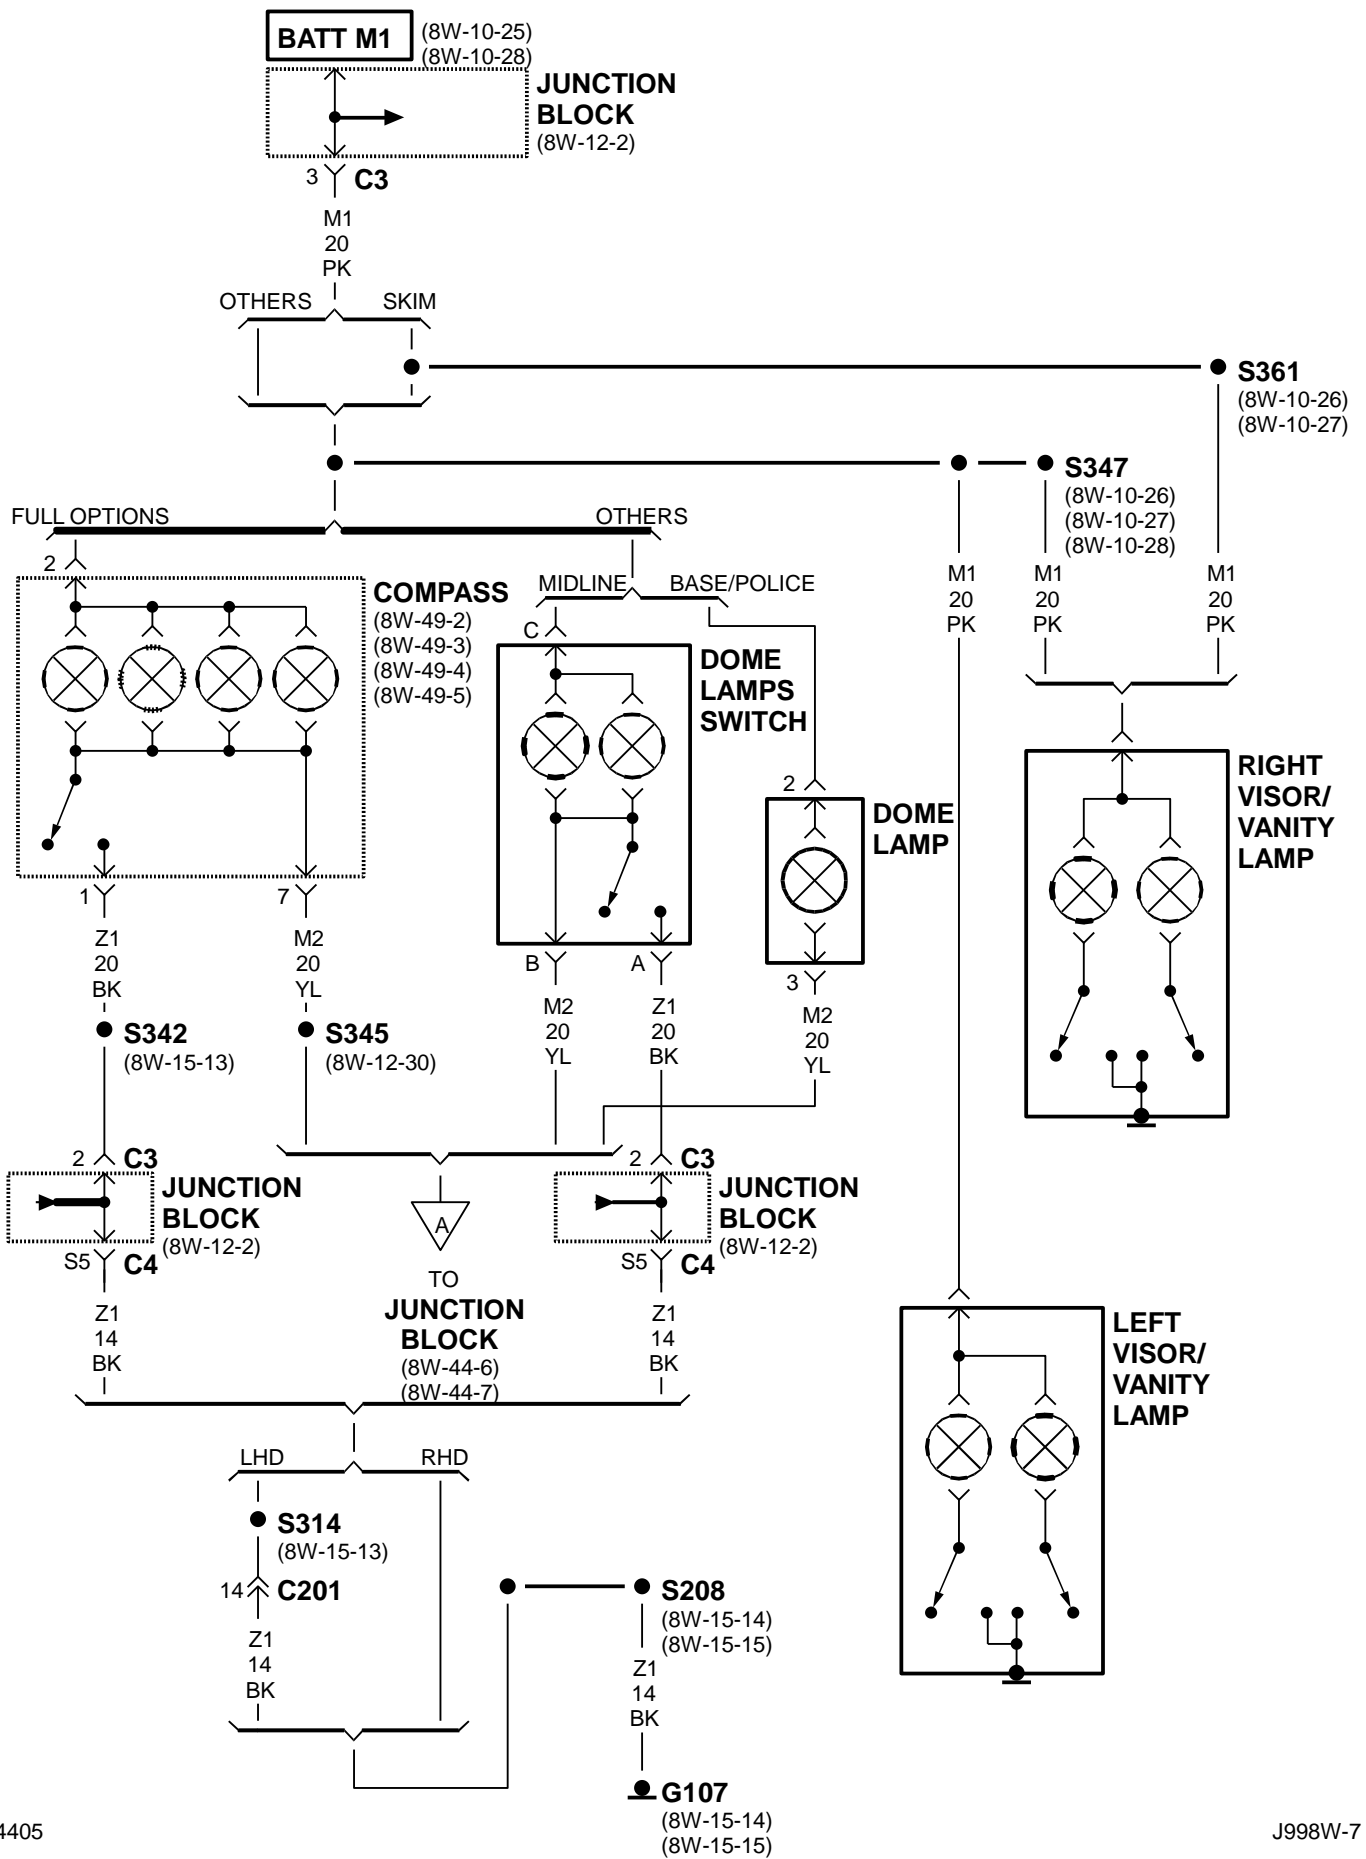 BATT M1
(8W-10-25)
(8W-10-28)
JUNCTION
BLOCK
(8W-12-2)
3
C3
M1
20
PK
OTHERS
SKIM
S361
(8W-10-26)
(8W-10-27)
S347
(8W-10-26)
(8W-10-27)
(8W-10-28)
FULL OPTIONS
OTHERS
2
COMPASS
(8W-49-2)
(8W-49-3)
(8W-49-4)
(8W-49-5)
MIDLINE
BASE/POLICE
C
DOME
LAMPS
SWITCH
M1
20
PK
M1
20
PK
M1
20
PK
2
DOME
LAMP
RIGHT
VISOR/
VANITY
LAMP
1
7
Z1
20
BK
M2
20
YL
B
A
M2
20
YL
Z1
20
BK
3
M2
20
YL
S342
(8W-15-13)
S345
(8W-12-30)
2
C3
JUNCTION
BLOCK
(8W-12-2)
S5
C4
A
TO
JUNCTION
BLOCK
(8W-44-6)
(8W-44-7)
2
C3
JUNCTION
BLOCK
(8W-12-2)
S5
C4
Z1
14
BK
Z1
14
BK
LEFT
VISOR/
VANITY
LAMP
LHD
RHD
S314
(8W-15-13)
14
C201
Z1
14
BK
S208
(8W-15-14)
(8W-15-15)
Z1
14
BK
G107
(8W-15-14)
(8W-15-15)
4405
J998W-7